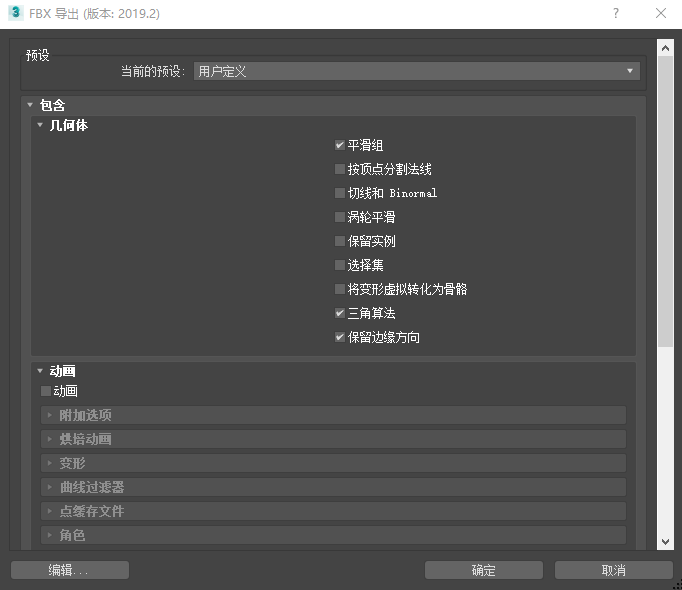 FBX 导出 (版本: 2019.2)
预设
当前的预设: 用户定义
包含
几何体
平滑组
按顶点分割法线
切线和 Binormal
涡轮平滑
保留实例
选择集
将变形虚拟转化为骨骼
三角算法
保留边缘方向
动画
动画
附加选项
烘焙动画
变形
曲线过滤器
点缓存文件
角色
编辑... 确定 取消